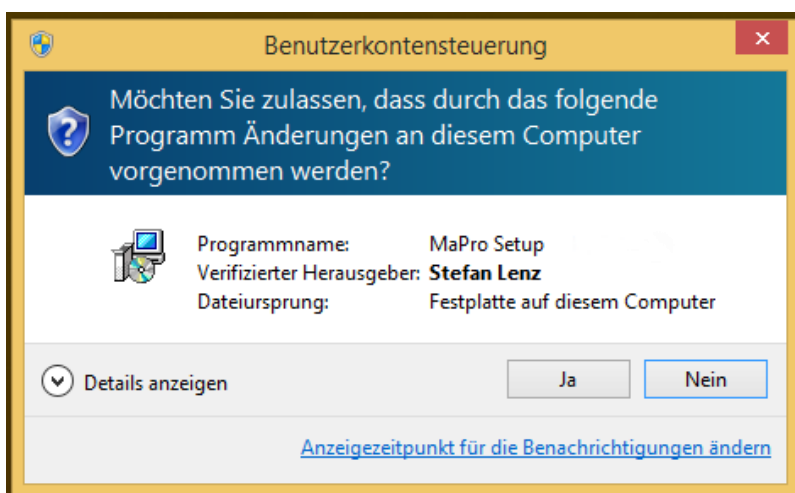 Benutzerkontensteuerung
Möchten Sie zulassen, dass durch das folgende
Programm Änderungen an diesem Computer
vorgenommen werden?
Programmname: MaPro Setup
Verifizierter Herausgeber: Stefan Lenz
Dateiursprung: Festplatte auf diesem Computer
Details anzeigen Ja Nein
Anzeigezeitpunkt für die Benachrichtigungen ändern